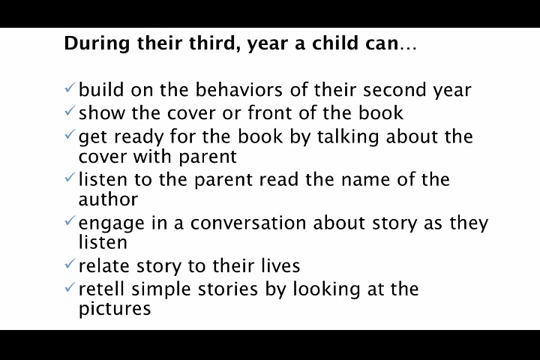 During their third, year a child can…
✓build on the behaviors of their second year
✓show the cover or front of the book
✓get ready for the book by talking about the
cover with parent
✓listen to the parent read the name of the
author
✓engage in a conversation about story as they
listen
✓relate story to their lives
✓retell simple stories by looking at the
pictures